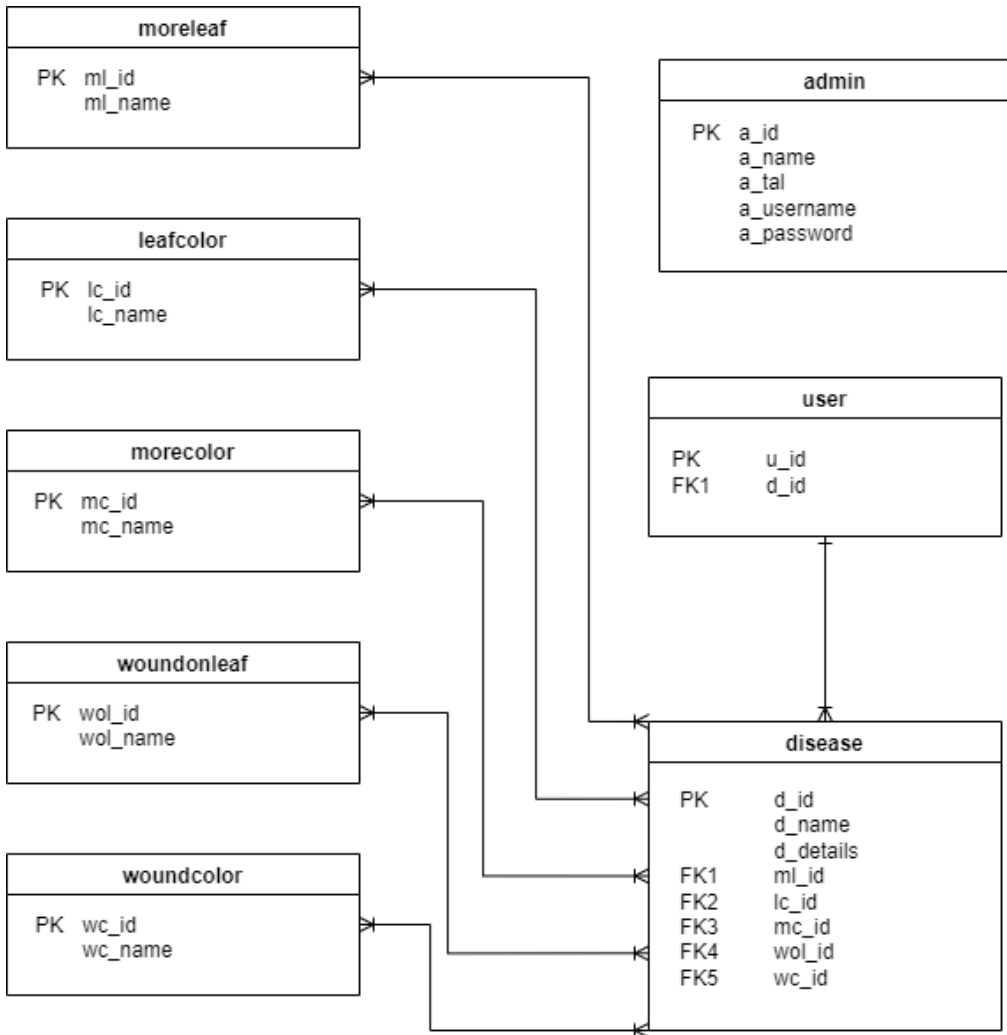 moreleaf
PK ml_id
ml_name
leafcolor
PK lc_id
lc_name
morecolor
PK mc_id
mc_name
woundonleaf
PK wol_id
wol_name
woundcolor
PK wc_id
wc_name
admin
PK a_id
a_name
a_tal
a_username
a_password
user
PK u_id
FK1 d_id
disease
PK d_id
d_name
d_details
FK1 ml_id
FK2 lc_id
FK3 mc_id
FK4 wol_id
FK5 wc_id